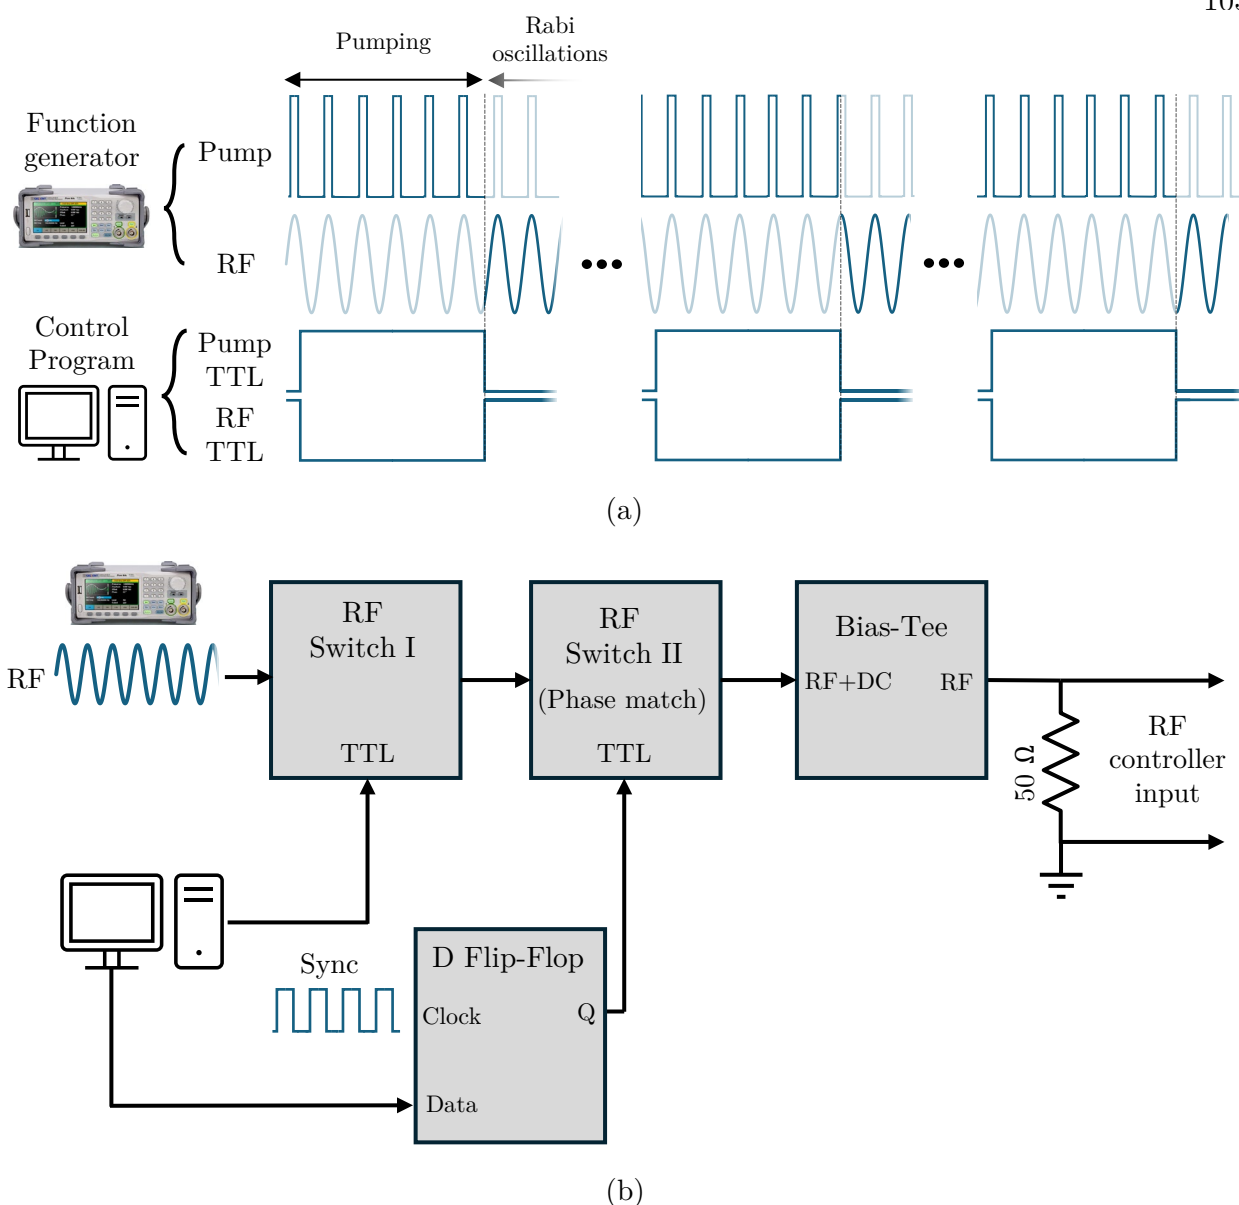 Rabi
Pumping oscillations
Function
generator
Pump
RF
Control
Program
Pump
TTL
RF
TTL
(a)
RF
RF
Switch I
TTL
RF
Switch II
(Phase match)
TTL
Bias-Tee
RF+DC RF
50 Ω
RF
controller
input
Sync
D Flip-Flop
Clock Q
Data
(b)